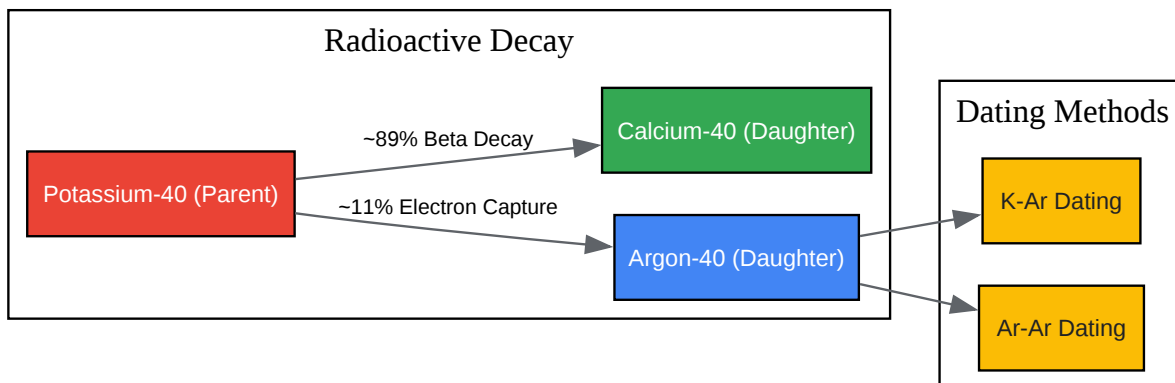 Radioactive Decay
Potassium-40 (Parent)
~89% Beta Decay
~11% Electron Capture
Calcium-40 (Daughter)
Argon-40 (Daughter)
Dating Methods
K-Ar Dating
Ar-Ar Dating